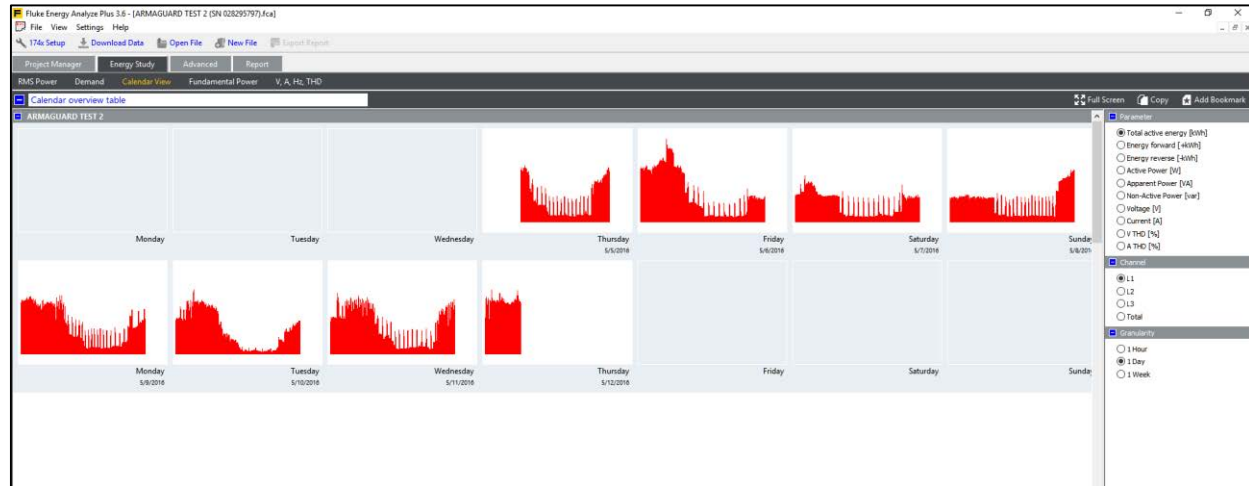 Fluke Energy Analyze Plus 3.6 - [ARMAGUARD TEST 2 (SN 028295797).fca]
File View Settings Help
174x Setup Download Data Open File New File Export Report
Project Manager Energy Study Advanced Report
RMS Power Demand Calendar View Fundamental Power V, A, Hz, THD
Calendar overview table Full Screen Copy Add Bookmark
ARMAGUARD TEST 2
Monday Tuesday Wednesday Thursday Friday Saturday Sunday
5/5/2016 5/6/2016 5/7/2016 5/8/201
Monday Tuesday Wednesday Thursday Friday Saturday Sunday
5/9/2016 5/10/2016 5/11/2016 5/12/2016
Parameter
Total active energy [kWh]
Energy forward [+kWh]
Energy reverse [-kWh]
Active Power [W]
Apparent Power [VA]
Non-Active Power [var]
Voltage [V]
Current [A]
V THD [%]
A THD [%]
Channel
L1
L2
L3
Total
Granularity
1 Hour
1 Day
1 Week